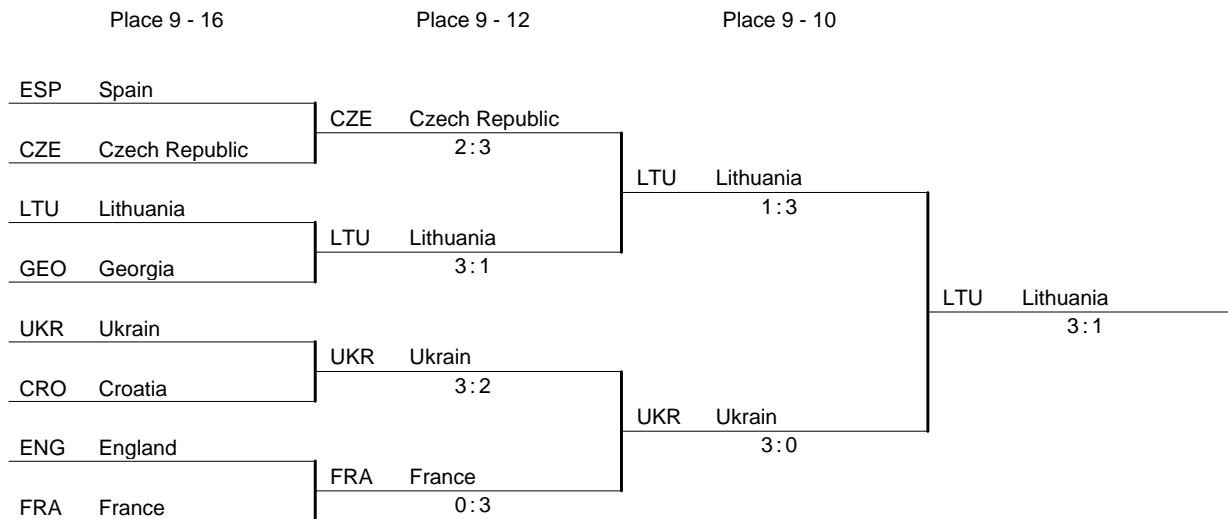 Place 9 - 16 Place 9 - 12 Place 9 - 10
ESP Spain
CZE Czech Republic
CZE Czech Republic
2:3
LTU Lithuania
1:3
LTU Lithuania
LTU Lithuania
3:1
GEO Georgia
LTU Lithuania
3:1
UKR Ukrain
UKR Ukrain
3:2
CRO Croatia
UKR Ukrain
3:0
ENG England
FRA France
0:3
FRA France